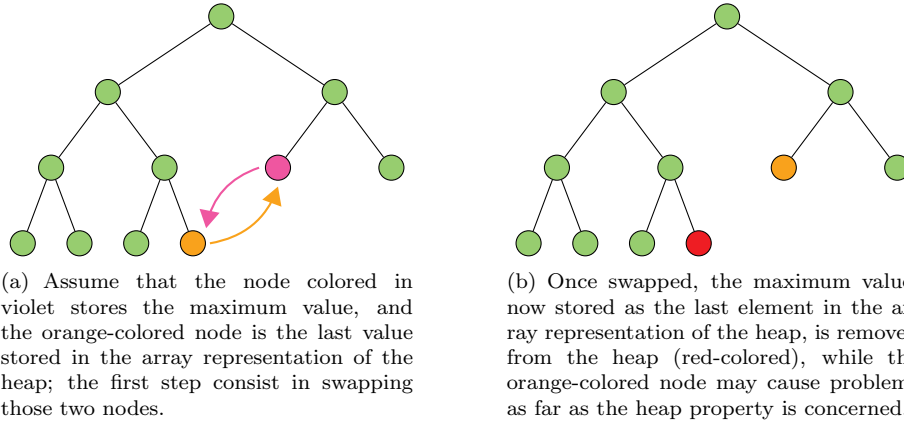 (a) Assume that the node colored in
violet stores the maximum value, and
the orange-colored node is the last value
stored in the array representation of the
heap; the first step consist in swapping
those two nodes.
(b) Once swapped, the maximum value
now stored as the last element in the ar
ray representation of the heap, is remove
from the heap (red-colored), while th
orange-colored node may cause problem
as far as the heap property is concerned.